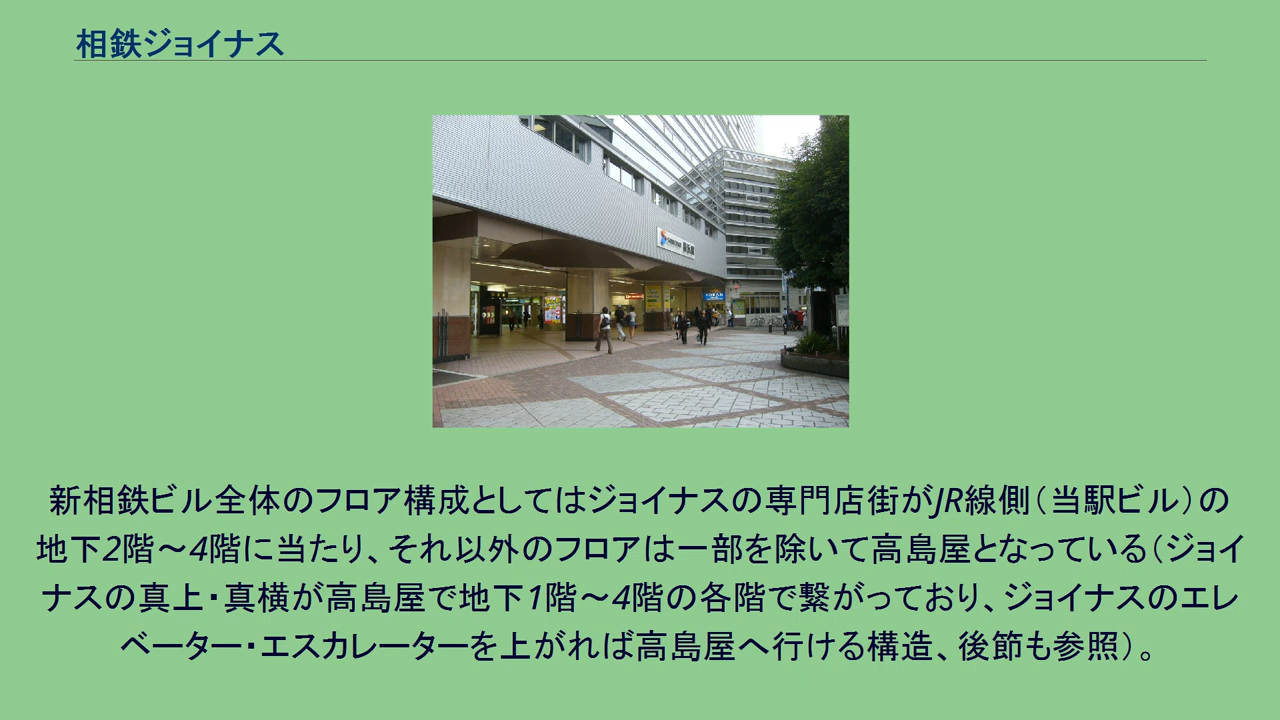 相鉄ジョイナス
新相鉄ビル全体のフロア構成としてはジョイナスの専門店街がJR線側(当駅ビル)の
地下2階～4階に当たり、それ以外のフロアは一部を除いて高島屋となっている(ジョイ
ナスの真上・真横が高島屋で地下1階～4階の各階で繋がっており、ジョイナスのエレ
ベーター・エスカレーターを上がれば高島屋へ行ける構造、後節も参照)。